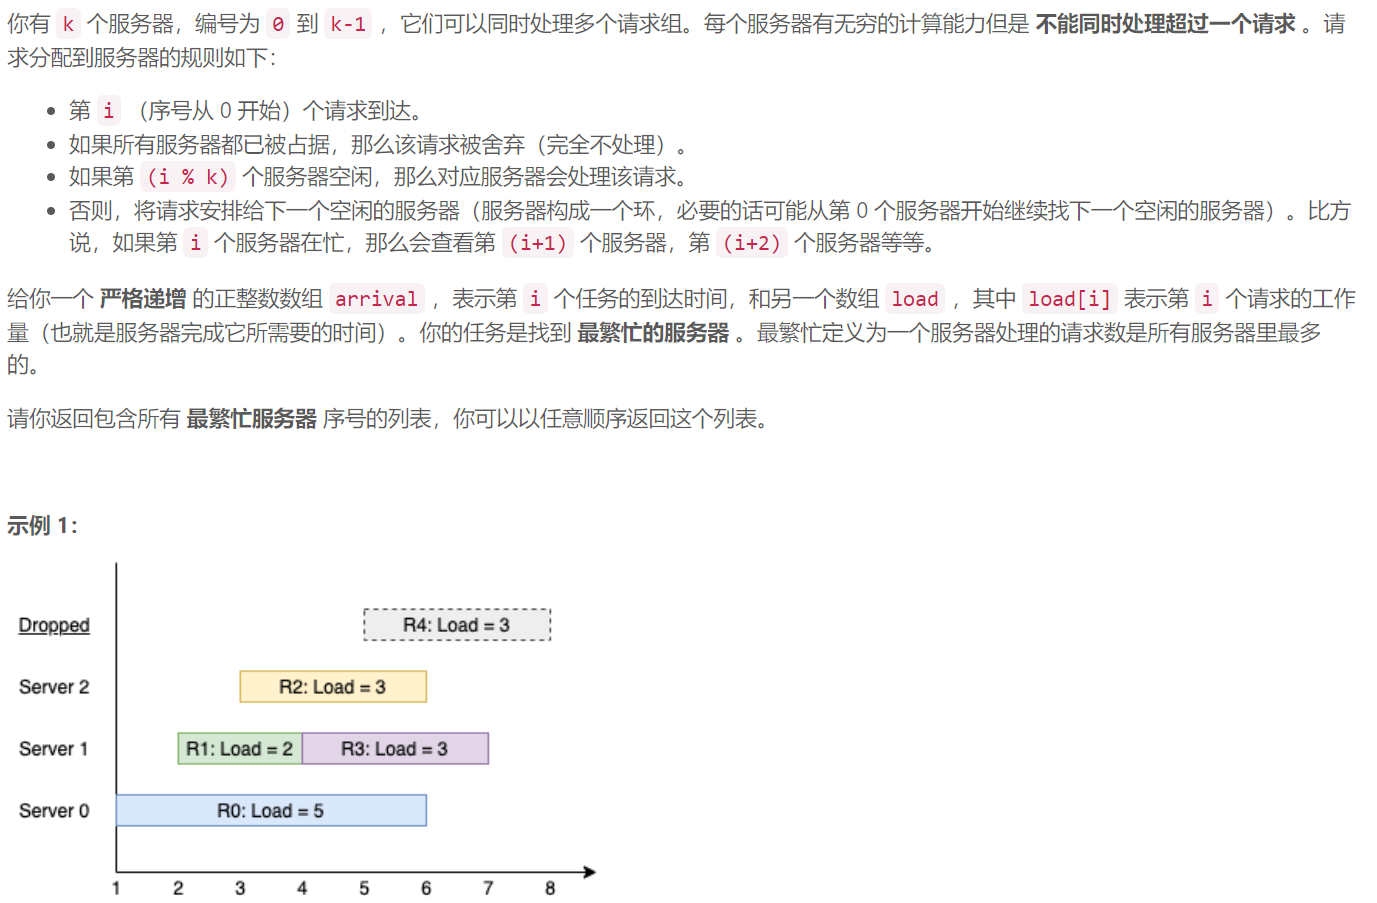 你有 k 个服务器，编号为 0 到 k-1 ，它们可以同时处理多个请求组。每个服务器有无穷的计算能力但是 不能同时处理超过一个请求 。请
求分配到服务器的规则如下：
• 第 i （序号从 0 开始）个请求到达。
• 如果所有服务器都已被占据，那么该请求被舍弃（完全不处理）。
• 如果第 (i % k) 个服务器空闲，那么对应服务器会处理该请求。
• 否则，将请求安排给下一个空闲的服务器（服务器构成一个环，必要的话可能从第 0 个服务器开始继续找下一个空闲的服务器）。比方
说，如果第 i 个服务器在忙，那么会查看第 (i+1) 个服务器，第 (i+2) 个服务器等等。
给你一个 严格递增 的正整数数组 arrival ，表示第 i 个任务的到达时间，和另一个数组 load ，其中 load[i] 表示第 i 个请求的工作
量（也就是服务器完成它所需要的时间）。你的任务是找到 最繁忙的服务器 。最繁忙定义为一个服务器处理的请求数是所有服务器里最多
的。
请你返回包含所有 最繁忙服务器 序号的列表，你可以以任意顺序返回这个列表。
示例 1：
Dropped
R4: Load = 3
Server 2
R2: Load = 3
Server 1
R1: Load = 2
R3: Load = 3
Server 0
R0: Load = 5
1 2 3 4 5 6 7 8